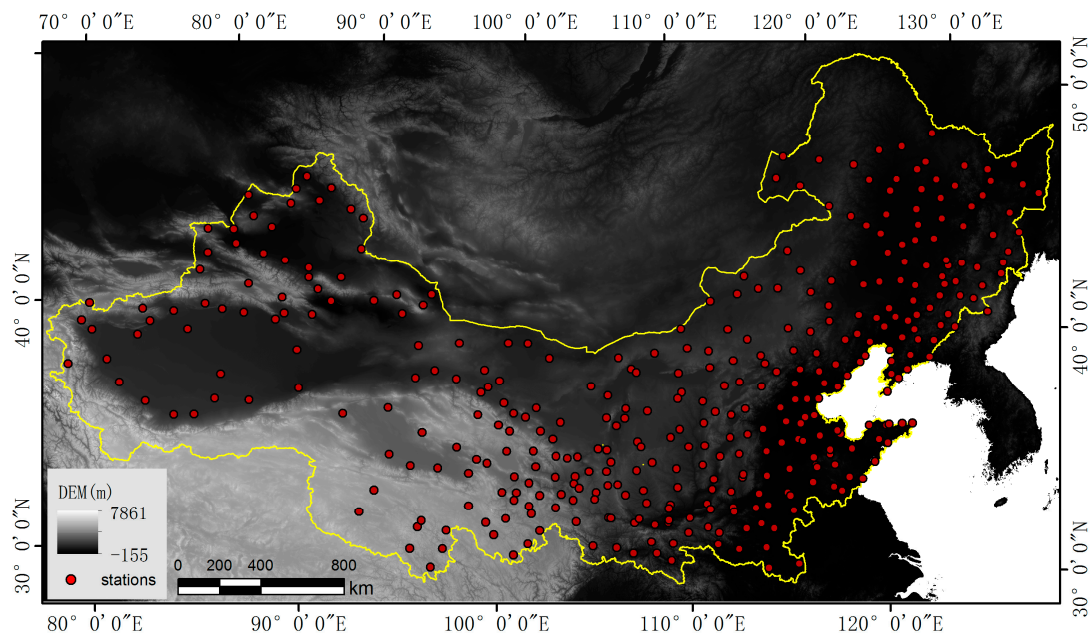 70° 0′0″E 80° 0′0″E 90° 0′0″E 100° 0′0″E 110° 0′0″E 120° 0′0″E 130° 0′0″E
50° 0′0″N
40° 0′0″N
40° 0′0″N
30° 0′0″N
30° 0′0″N
DEM(m)
7861
-155
stations
0 200 400 800
km
80° 0′0″E 90° 0′0″E 100° 0′0″E 110° 0′0″E 120° 0′0″E